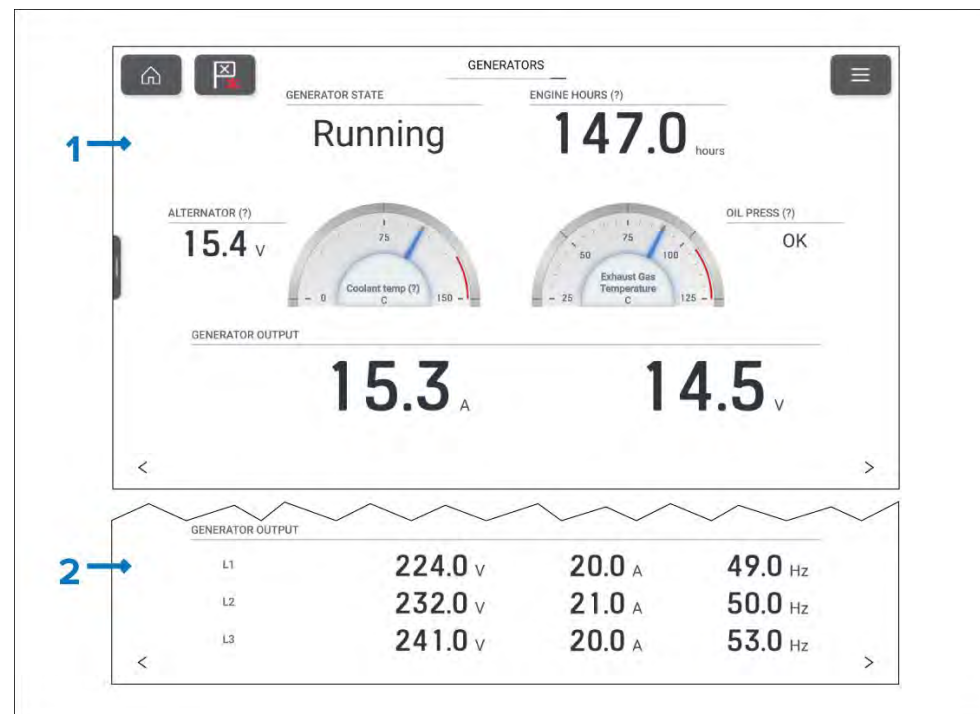 GENERATORS
GENERATOR STATE
Running
ENGINE HOURS (?)
147.0 hours
1
ALTERNATOR (?)
15.4 V
0 75 150
Coolant temp (?)
C
25 50 75 100 125
Exhaust Gas
Temperature
C
OIL PRESS (?)
OK
GENERATOR OUTPUT
15.3 A 14.5 V
< >
2
GENERATOR OUTPUT
L1 224.0 V 20.0 A 49.0 Hz
L2 232.0 V 21.0 A 50.0 Hz
L3 241.0 V 20.0 A 53.0 Hz
< >